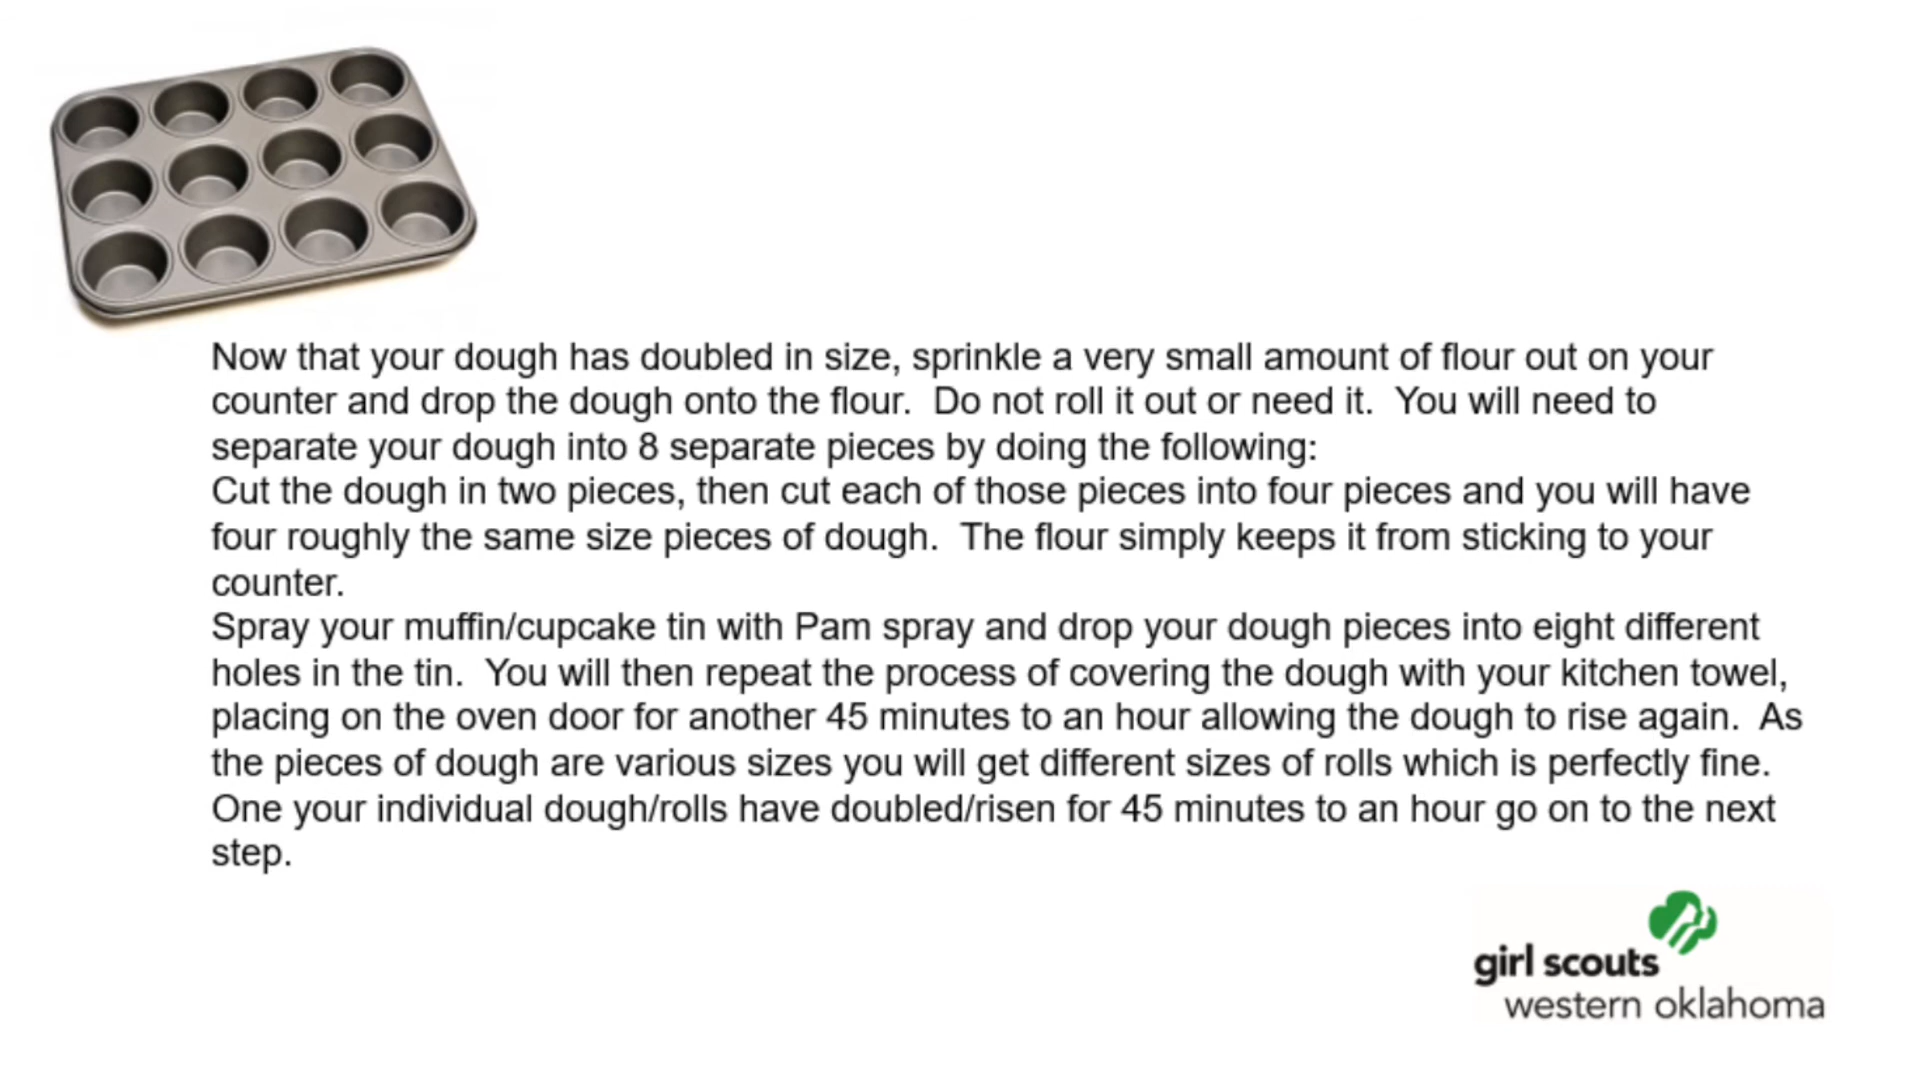 Now that your dough has doubled in size, sprinkle a very small amount of flour out on your
counter and drop the dough onto the flour.  Do not roll it out or need it.  You will need to
separate your dough into 8 separate pieces by doing the following:
Cut the dough in two pieces, then cut each of those pieces into four pieces and you will have
four roughly the same size pieces of dough.  The flour simply keeps it from sticking to your
counter.
Spray your muffin/cupcake tin with Pam spray and drop your dough pieces into eight different
holes in the tin.  You will then repeat the process of covering the dough with your kitchen towel,
placing on the oven door for another 45 minutes to an hour allowing the dough to rise again.  As
the pieces of dough are various sizes you will get different sizes of rolls which is perfectly fine.
One your individual dough/rolls have doubled/risen for 45 minutes to an hour go on to the next
step.
girl scouts
western oklahoma